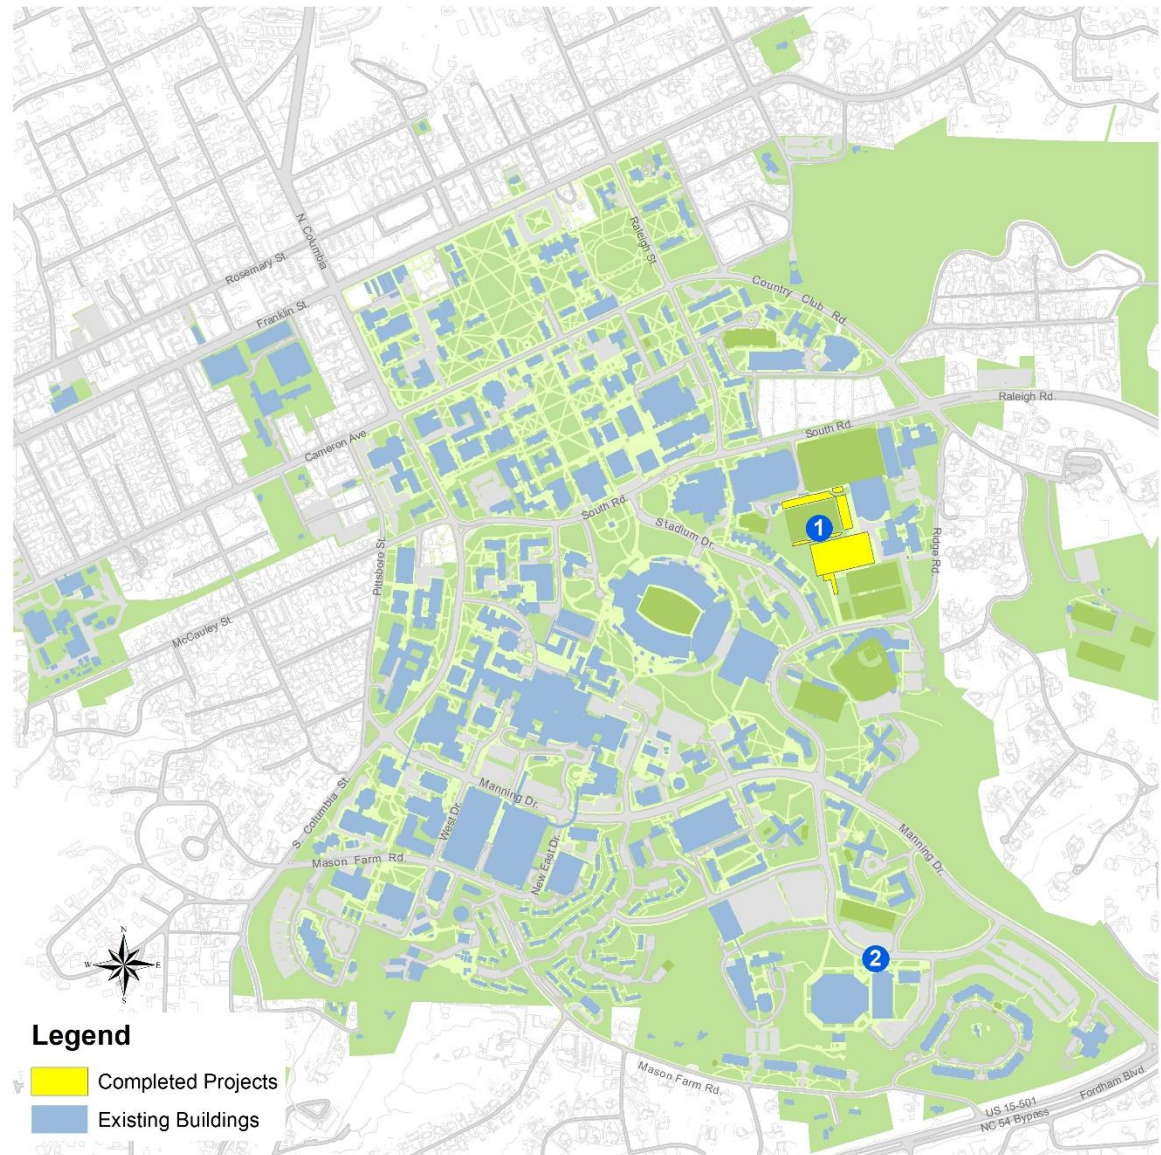 N. Columbia
Rosemary St.
Franklin St.
Raleigh St.
Country Club Rd.
Raleigh Rd.
South Rd.
Cameron Ave.
South Rd.
Stadium Dr.
1
Ridge Rd.
Pittsboro St.
McCauley St.
Manning Dr.
S. Columbia St.
West Dr.
Mason Farm Rd.
New East Dr.
Manning Dr.
2
N
W E
S
Legend
Completed Projects
Existing Buildings
Mason Farm Rd.
Fordham Blvd.
US 15-501
NC 54 Bypass